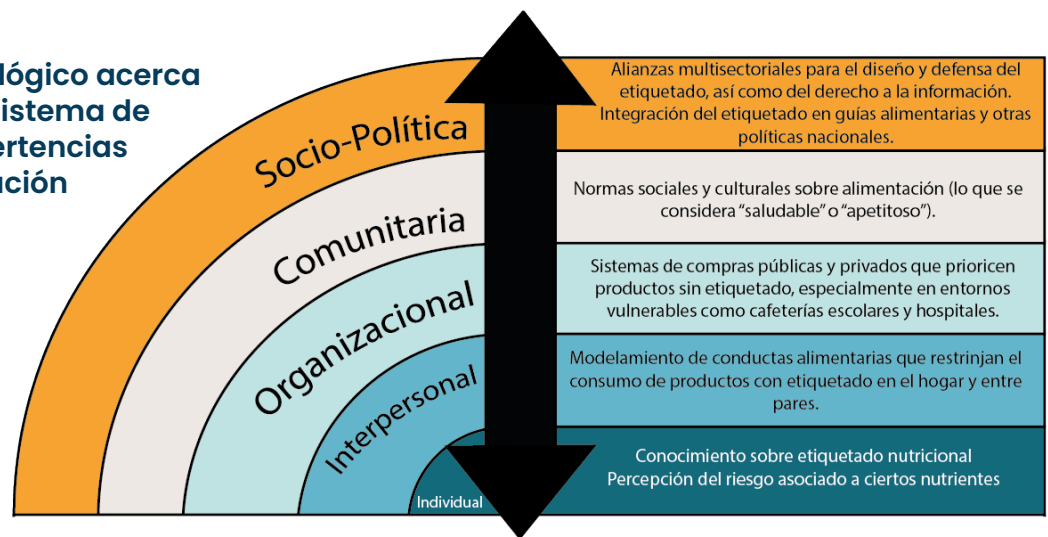 lógico acerca
istema de
ertencias
ación
Socio-Política
Alianzas multisectoriales para el diseño y defensa del
etiquetado, así como del derecho a la información.
Integración del etiquetado en guías alimentarias y otras
políticas nacionales.
Comunitaria
Normas sociales y culturales sobre alimentación (lo que se
considera “saludable” o “apetitoso”).
Organizacional
Sistemas de compras públicas y privados que prioricen
productos sin etiquetado, especialmente en entornos
vulnerables como cafeterías escolares y hospitales.
Interpersonal
Modelamiento de conductas alimentarias que restrinjan el
consumo de productos con etiquetado en el hogar y entre
pares.
Individual
Conocimiento sobre etiquetado nutricional
Percepción del riesgo asociado a ciertos nutrientes